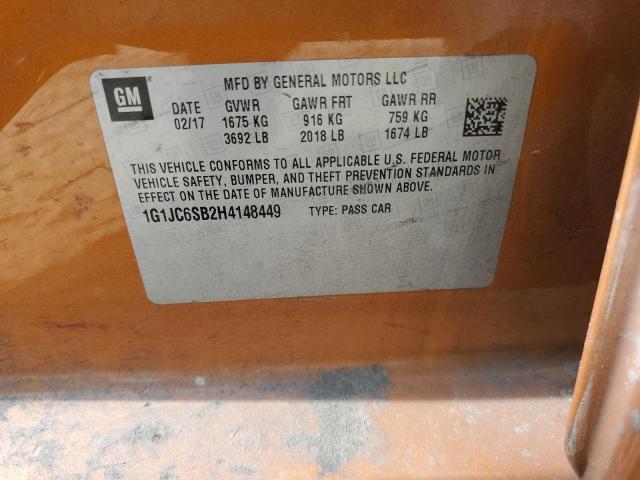 GM
MFD BY GENERAL MOTORS LLC
DATE GVWR GAWR FRT GAWR RR
02/17 1675 KG 916 KG 759 KG
3692 LB 2018 LB 1674 LB
THIS VEHICLE CONFORMS TO ALL APPLICABLE U.S. FEDERAL MOTOR
VEHICLE SAFETY, BUMPER, AND THEFT PREVENTION STANDARDS IN
EFFECT ON THE DATE OF MANUFACTURE SHOWN ABOVE.
1G1JC6SB2H4148449 TYPE: PASS CAR